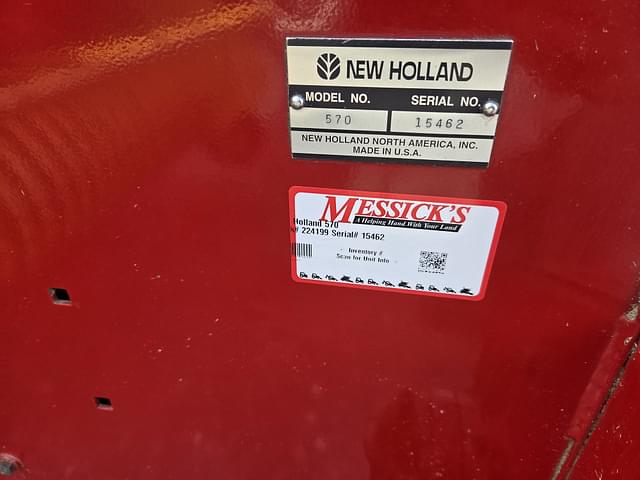 NEW HOLLAND
MODEL NO. SERIAL NO.
570 15462
NEW HOLLAND NORTH AMERICA, INC.
MADE IN U.S.A.
MESSICK'S
A Helping Hand With Your Land
Holland 570
# 224199 Serial# 15462
Inventory #
Scan for Unit Info